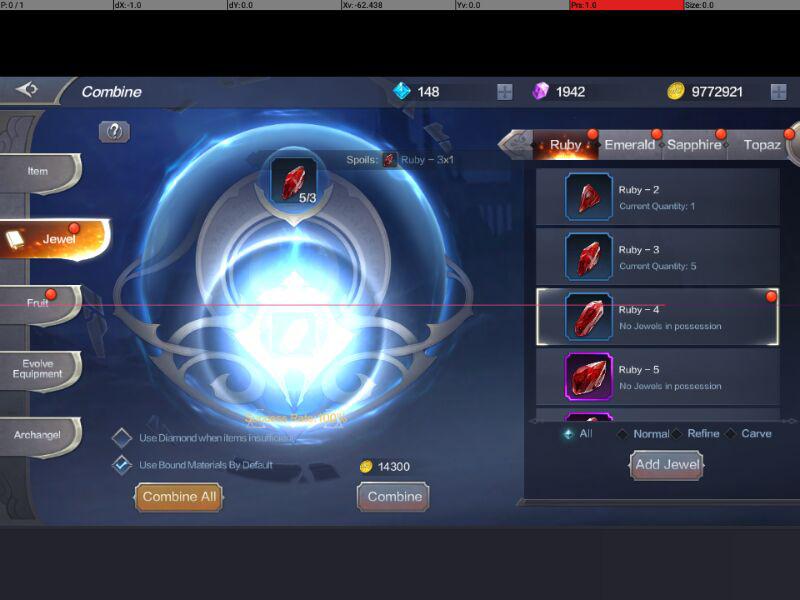 P: 0 / 1 dX: -1.0 dY: 0.0 Xv: -62.438 Yv: 0.0 Prs: 1.0 Size: 0.0
Combine 148 1942 9772921
Ruby Emerald Sapphire Topaz
Spoils: Ruby – 3x1
5/3
Item
Jewel
Fruit
Evolve
Equipment
Archangel
Ruby – 2
Current Quantity: 1
Ruby – 3
Current Quantity: 5
Ruby – 4
No Jewels in possession
Ruby – 5
No Jewels in possession
Success Rate: 100%
Use Diamond when items insufficient
Use Bound Materials By Default
14300
Combine All
Combine
All Normal Refine Carve
Add Jewel